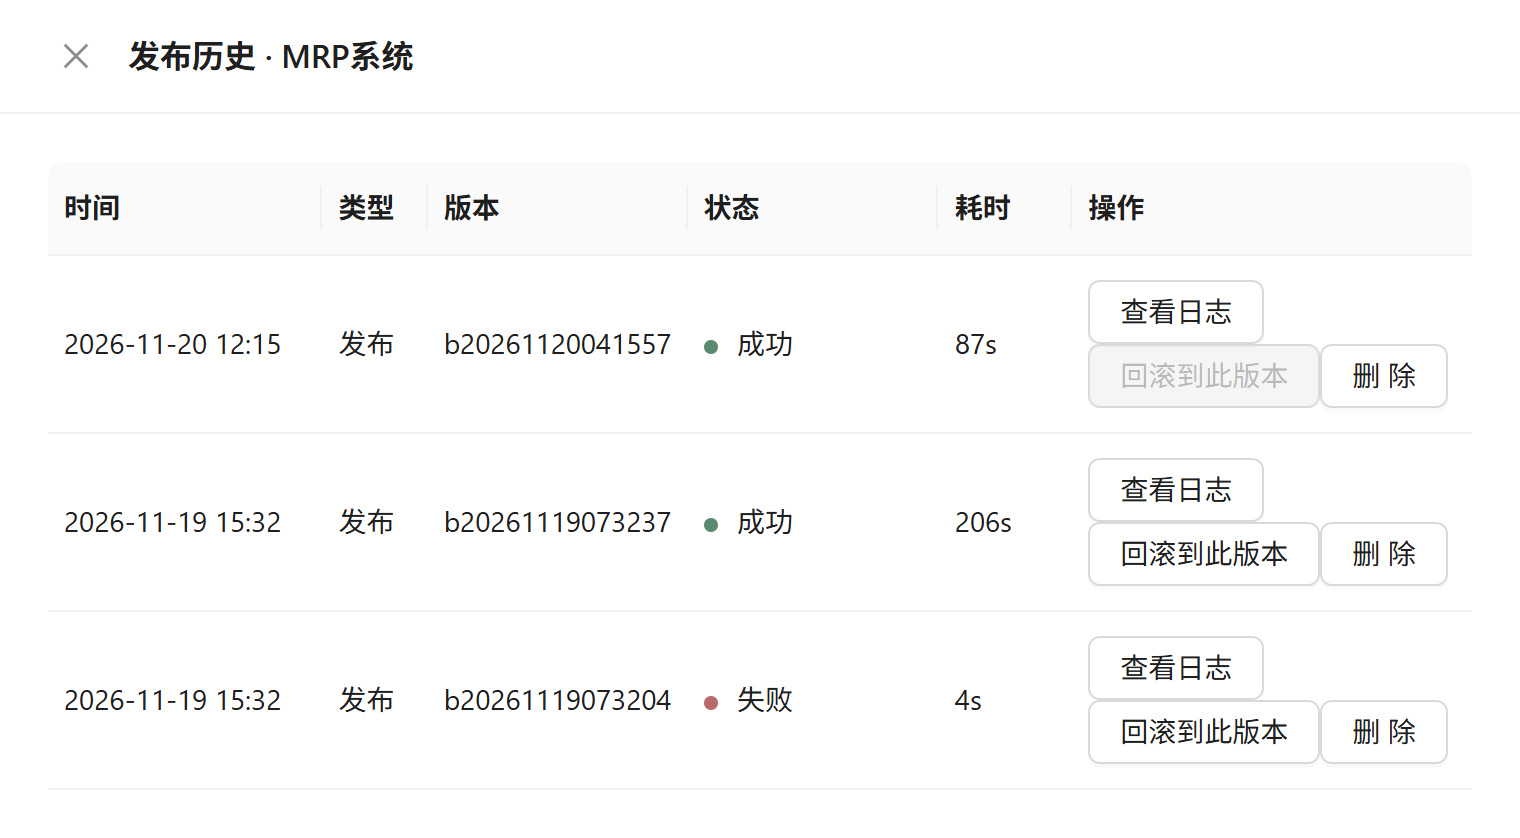 发布历史 · MRP系统
时间 类型 版本 状态 耗时 操作
2026-11-20 12:15 发布 b20261120041557 成功 87s 查看日志
回滚到此版本 删 除
2026-11-19 15:32 发布 b20261119073237 成功 206s 查看日志
回滚到此版本 删 除
2026-11-19 15:32 发布 b20261119073204 失败 4s 查看日志
回滚到此版本 删 除